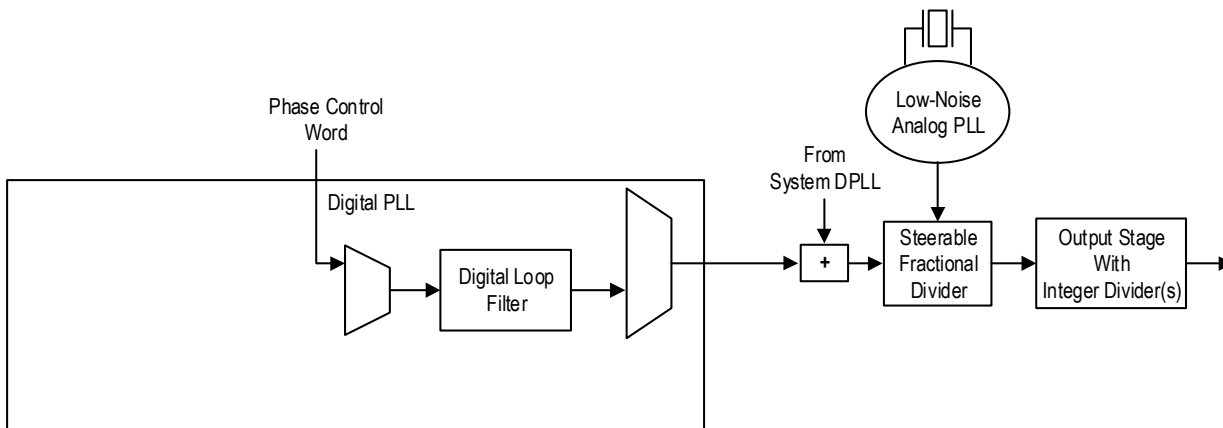 Low-Noise
Analog PLL
Phase Control
Word
From
System DPLL
Digital PLL
Digital Loop
Filter
+
Steerable
Fractional
Divider
Output Stage
With
Integer Divider(s)